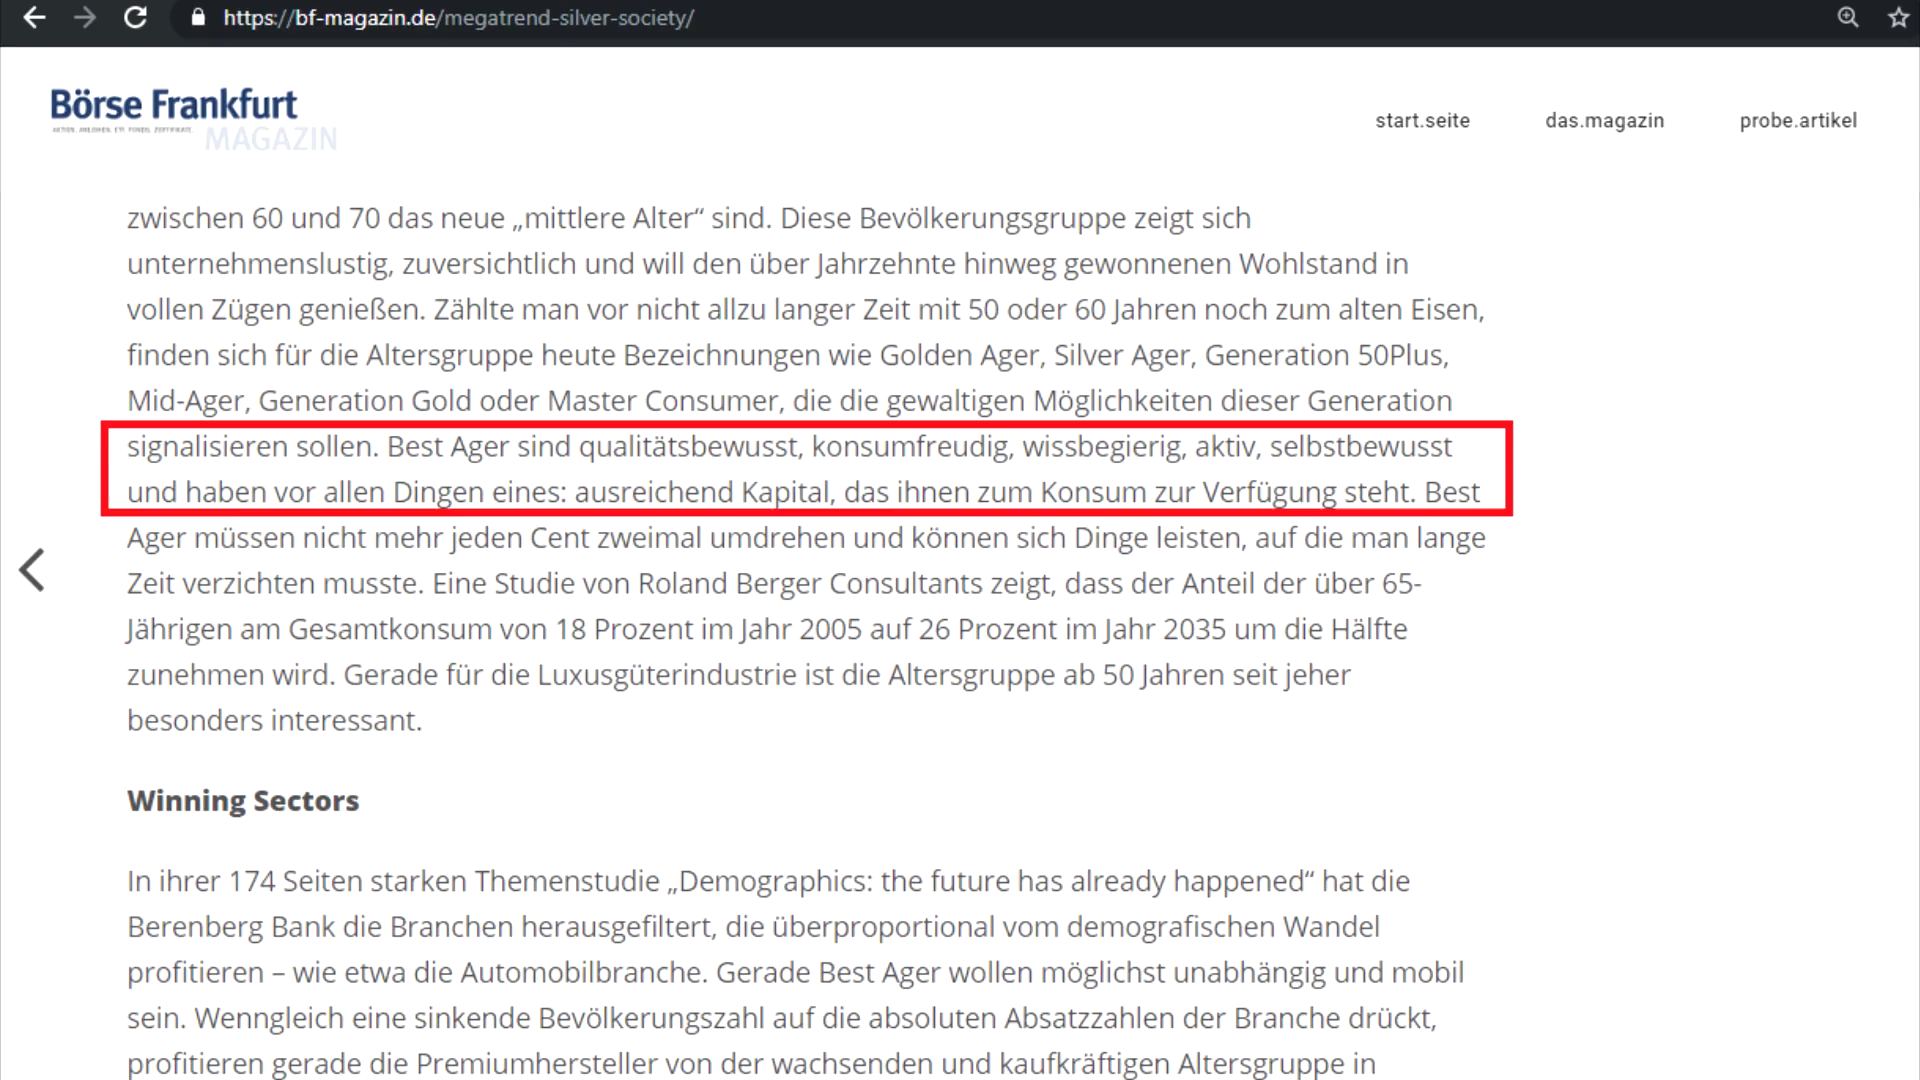 https://bf-magazin.de/megatrend-silver-society/
Börse Frankfurt
AKTIEN. ANLEIHEN. ETF. FONDS. ZERTIFIKATE.
MAGAZIN
start.seite
das.magazin
probe.artikel
zwischen 60 und 70 das neue „mittlere Alter“ sind. Diese Bevölkerungsgruppe zeigt sich
unternehmenslustig, zuversichtlich und will den über Jahrzehnte hinweg gewonnenen Wohlstand in
vollen Zügen genießen. Zählte man vor nicht allzu langer Zeit mit 50 oder 60 Jahren noch zum alten Eisen,
finden sich für die Altersgruppe heute Bezeichnungen wie Golden Ager, Silver Ager, Generation 50Plus,
Mid-Ager, Generation Gold oder Master Consumer, die die gewaltigen Möglichkeiten dieser Generation
signalisieren sollen. Best Ager sind qualitätsbewusst, konsumfreudig, wissbegierig, aktiv, selbstbewusst
und haben vor allen Dingen eines: ausreichend Kapital, das ihnen zum Konsum zur Verfügung steht. Best
Ager müssen nicht mehr jeden Cent zweimal umdrehen und können sich Dinge leisten, auf die man lange
Zeit verzichten musste. Eine Studie von Roland Berger Consultants zeigt, dass der Anteil der über 65-
Jährigen am Gesamtkonsum von 18 Prozent im Jahr 2005 auf 26 Prozent im Jahr 2035 um die Hälfte
zunehmen wird. Gerade für die Luxusgüterindustrie ist die Altersgruppe ab 50 Jahren seit jeher
besonders interessant.
Winning Sectors
In ihrer 174 Seiten starken Themenstudie „Demographics: the future has already happened“ hat die
Berenberg Bank die Branchen herausgefiltert, die überproportional vom demografischen Wandel
profitieren – wie etwa die Automobilbranche. Gerade Best Ager wollen möglichst unabhängig und mobil
sein. Wenngleich eine sinkende Bevölkerungszahl auf die absoluten Absatzzahlen der Branche drückt,
profitieren gerade die Premiumhersteller von der wachsenden und kaufkräftigen Altersgruppe in